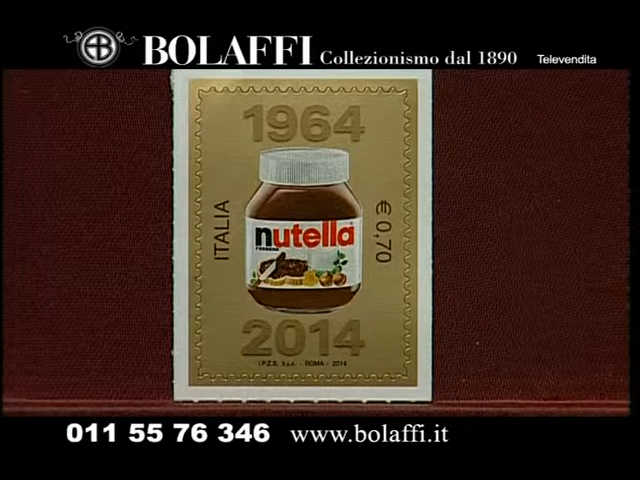 BOLAFFI Collezionismo dal 1890 Televendita
1964
ITALIA
€ 0,70
nutella
FERRERO
2014
I.P.Z.S. S.p.A. - ROMA - 2014
011 55 76 346 www.bolaffi.it